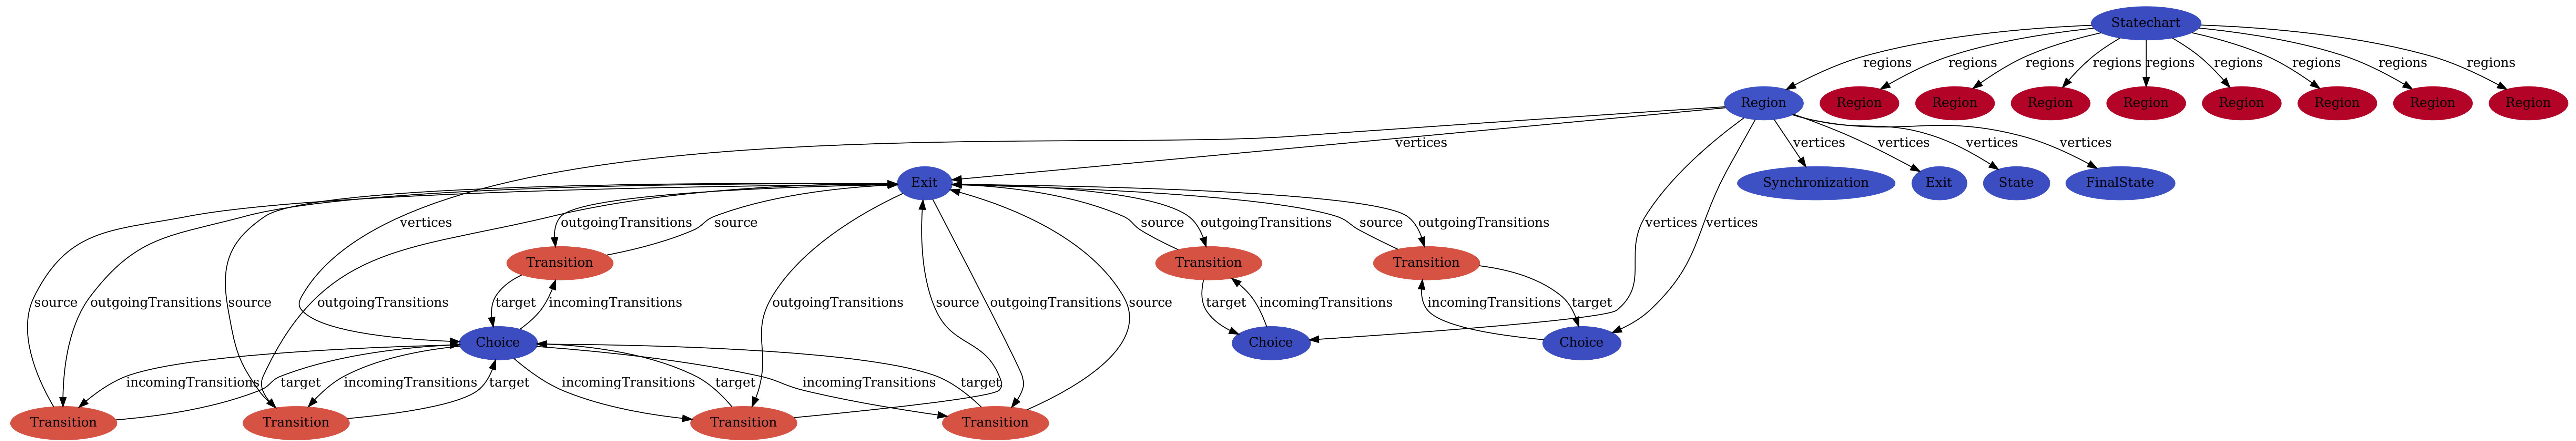 Statechart
regions regions regions regions regions regions regions regions regions
Region Region Region Region Region Region Region Region Region
vertices vertices vertices vertices vertices
Exit Synchronization Exit State FinalState
vertices outgoingTransitions source source outgoingTransitions source outgoingTransitions vertices vertices
Transition Transition Transition
source outgoingTransitions source outgoingTransitions target incomingTransitions outgoingTransitions source outgoingTransitions source target incomingTransitions incomingTransitions target
Choice Choice Choice
incomingTransitions target incomingTransitions target incomingTransitions target incomingTransitions target
Transition Transition Transition Transition